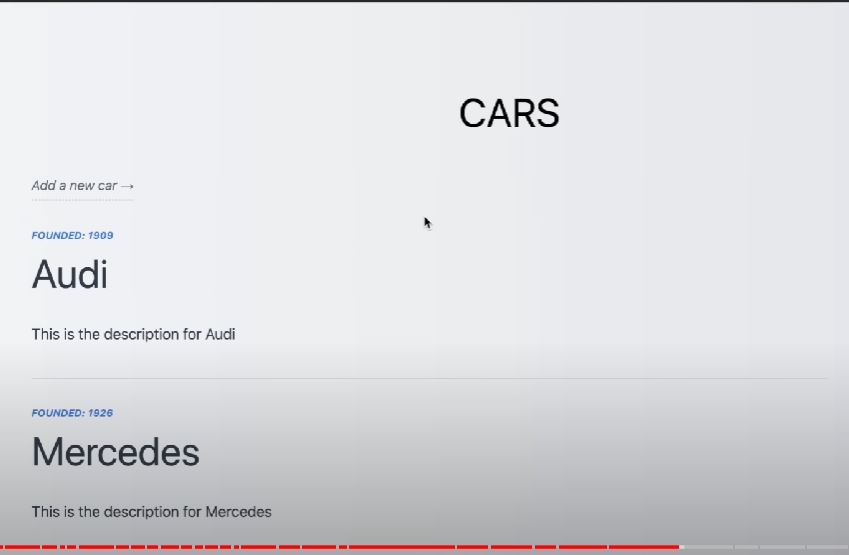 CARS
Add a new car →
FOUNDED: 1909
Audi
This is the description for Audi
FOUNDED: 1926
Mercedes
This is the description for Mercedes